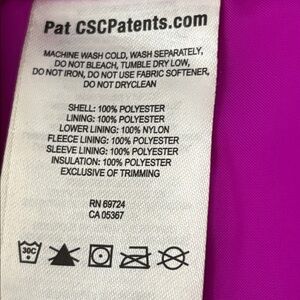 Pat CSCPatents.com
MACHINE WASH COLD, WASH SEPARATELY,
DO NOT BLEACH, TUMBLE DRY LOW,
DO NOT IRON, DO NOT USE FABRIC SOFTENER,
DO NOT DRYCLEAN
SHELL: 100% POLYESTER
LINING: 100% POLYESTER
LOWER LINING: 100% NYLON
FLEECE LINING: 100% POLYESTER
SLEEVE LINING: 100% POLYESTER
INSULATION: 100% POLYESTER
EXCLUSIVE OF TRIMMING
RN 69724
CA 05367
30C